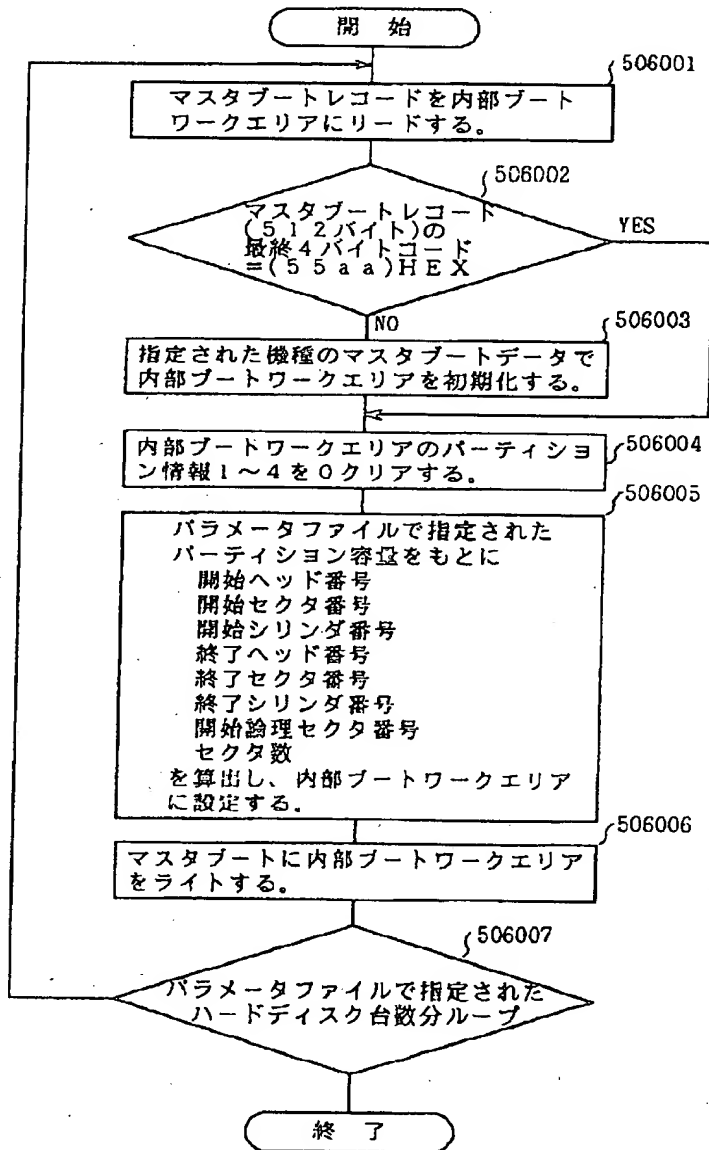 開 始
506001
マスタブートレコードを内部ブート
ワークエリアにリードする。
506002
マスタブートレコード
(512バイト)の
最終4バイトコード
=(55aa)HEX
YES
NO
506003
指定された機種のマスタブートデータで
内部ブートワークエリアを初期化する。
506004
内部ブートワークエリアのパーティショ
ン情報1~4を0クリアする。
506005
パラメータファイルで指定された
パーティション容量をもとに
開始ヘッド番号
開始セクタ番号
開始シリンダ番号
終了ヘッド番号
終了セクタ番号
終了シリンダ番号
開始論理セクタ番号
セクタ数
を算出し、内部ブートワークエリア
に設定する。
506006
マスタブートに内部ブートワークエリア
をライトする。
506007
パラメータファイルで指定された
ハードディスク台数分ループ
終 了